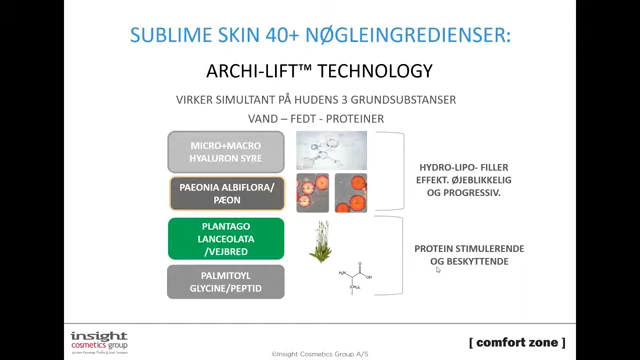 SUBLIME SKIN 40+ NØGLEINGREDIENSER:
ARCHI-LIFT™ TECHNOLOGY
VIRKER SIMULTANT PÅ HUDENS 3 GRUNDSUBSTANSER
VAND – FEDT - PROTEINER
MICRO+MACRO
HYALURON SYRE
PAEONIA ALBIFLORA/
PÆON
HYDRO-LIPO- FILLER
EFFEKT. ØJEBLIKKELIG
OG PROGRESSIV.
PLANTAGO
LANCEOLATA
/VEJBRED
PALMITOYL
GLYCINE/PEPTID
PROTEIN STIMULERENDE
OG BESKYTTENDE
insight
cosmetics group
©Insight Cosmetics Group A/S
[ comfort zone ]